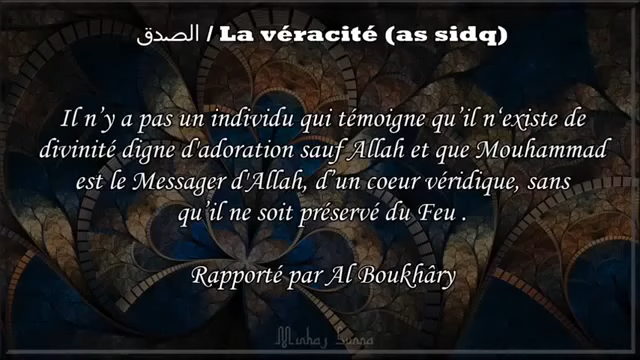 الصدق / La véracité (as sidq)
Il n’y a pas un individu qui témoigne qu’il n‘existe de
divinité digne d'adoration sauf Allah et que Mouhammad
est le Messager d'Allah, d’un coeur véridique, sans
qu’il ne soit préservé du Feu .
Rapporté par Al Boukhâry
Minhaj Sunna